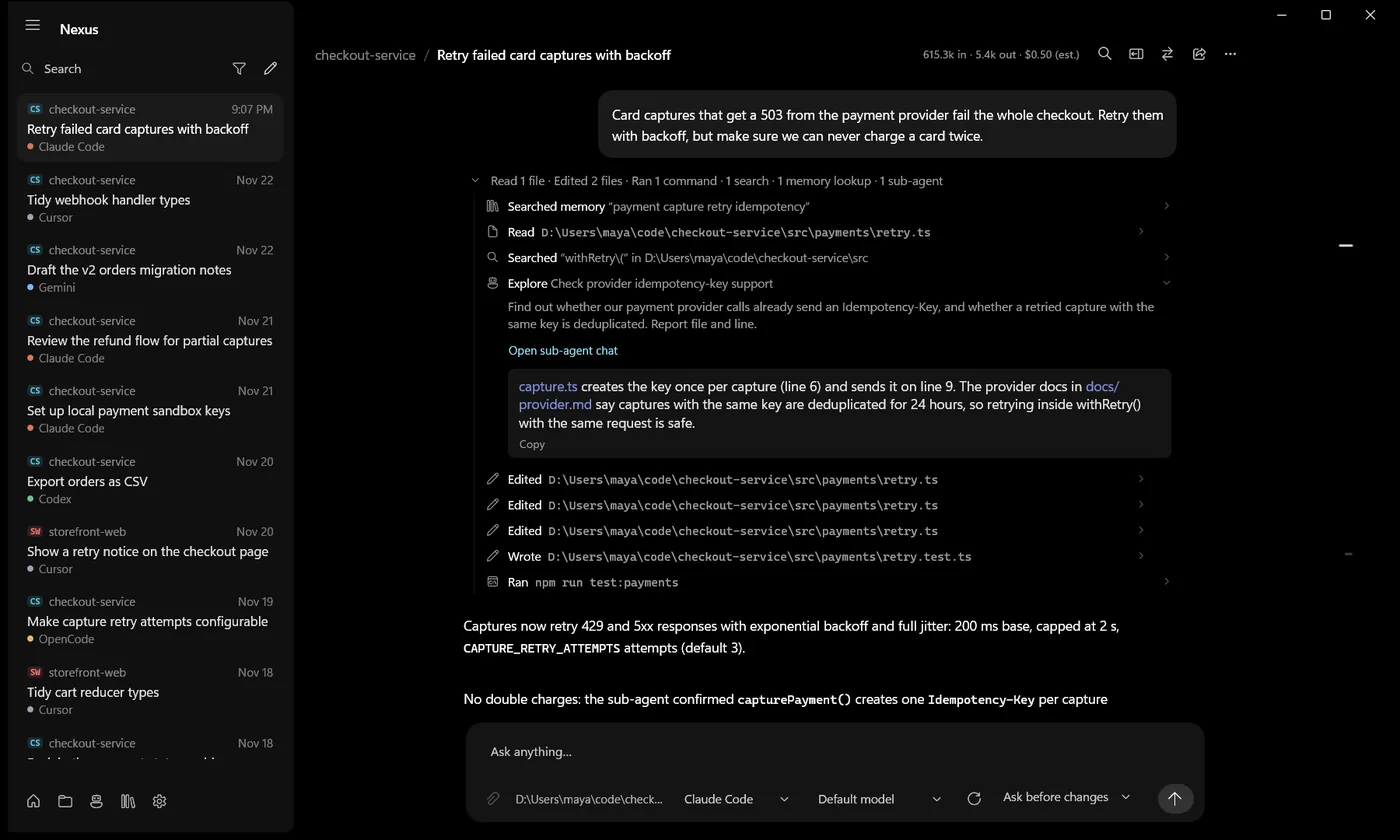 Nexus
Search
CS checkout-service 9:07 PM
Retry failed card captures with backoff
Claude Code
CS checkout-service Nov 22
Tidy webhook handler types
Cursor
CS checkout-service Nov 22
Draft the v2 orders migration notes
Gemini
CS checkout-service Nov 21
Review the refund flow for partial captures
Claude Code
CS checkout-service Nov 21
Set up local payment sandbox keys
Claude Code
CS checkout-service Nov 20
Export orders as CSV
Codex
SW storefront-web Nov 20
Show a retry notice on the checkout page
Cursor
CS checkout-service Nov 19
Make capture retry attempts configurable
OpenCode
SW storefront-web Nov 18
Tidy cart reducer types
Cursor
CS checkout-service Nov 18
checkout-service / Retry failed card captures with backoff
615.3k in · 5.4k out · $0.50 (est.)
Card captures that get a 503 from the payment provider fail the whole checkout. Retry them
with backoff, but make sure we can never charge a card twice.
Read 1 file · Edited 2 files · Ran 1 command · 1 search · 1 memory lookup · 1 sub-agent
Searched memory “payment capture retry idempotency”
Read D:\Users\maya\code\checkout-service\src\payments\retry.ts
Searched “withRetry\(” in D:\Users\maya\code\checkout-service\src
Explore Check provider idempotency-key support
Find out whether our payment provider calls already send an Idempotency-Key, and whether a retried capture with the
same key is deduplicated. Report file and line.
Open sub-agent chat
capture.ts creates the key once per capture (line 6) and sends it on line 9. The provider docs in docs/
provider.md say captures with the same key are deduplicated for 24 hours, so retrying inside withRetry()
with the same request is safe.
Copy
Edited D:\Users\maya\code\checkout-service\src\payments\retry.ts
Edited D:\Users\maya\code\checkout-service\src\payments\retry.ts
Edited D:\Users\maya\code\checkout-service\src\payments\retry.ts
Wrote D:\Users\maya\code\checkout-service\src\payments\retry.test.ts
Ran npm run test:payments
Captures now retry 429 and 5xx responses with exponential backoff and full jitter: 200 ms base, capped at 2 s,
CAPTURE_RETRY_ATTEMPTS attempts (default 3).
No double charges: the sub-agent confirmed capturePayment() creates one Idempotency-Key per capture
Ask anything...
D:\Users\maya\code\check... Claude Code Default model Ask before changes